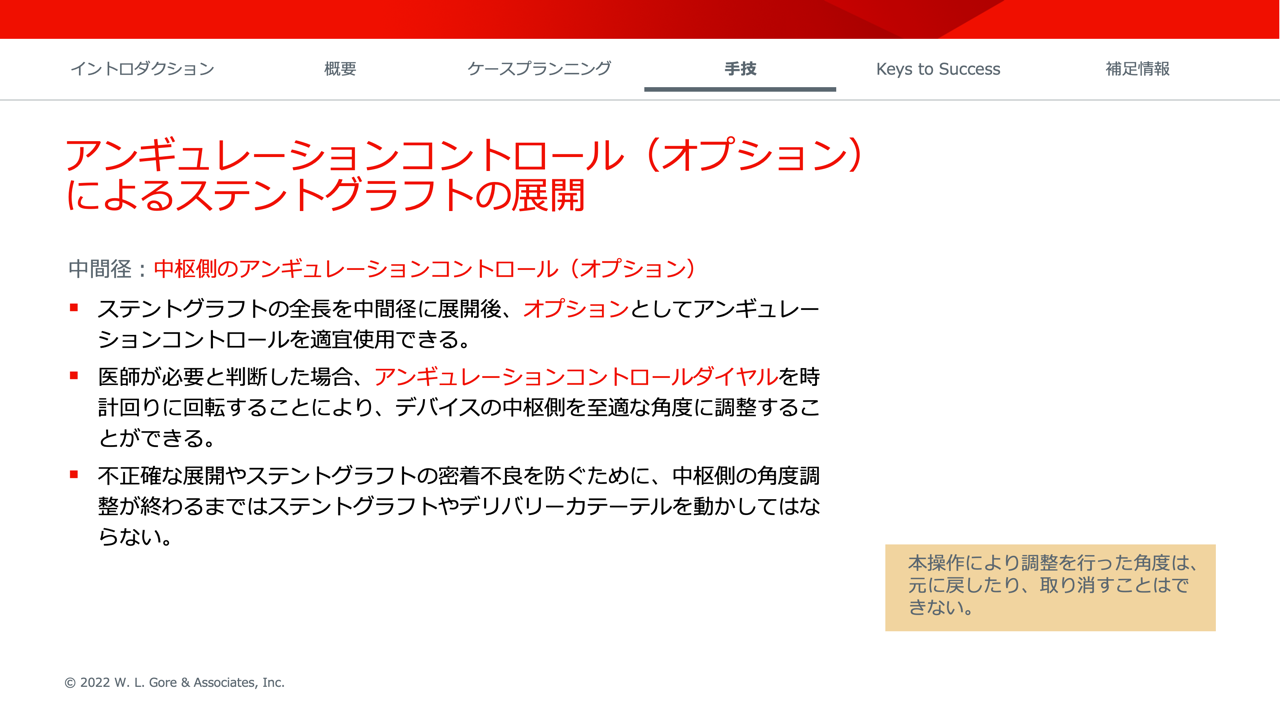 イントロダクション
概要
ケースプランニング
手技
Keys to Success
補足情報
アンギュレーションコントロール（オプション）
によるステントグラフトの展開
中間径：中枢側のアンギュレーションコントロール（オプション）
ステントグラフトの全長を中間径に展開後、オプションとしてアンギュレー
ションコントロールを適宜使用できる。
医師が必要と判断した場合、アンギュレーションコントロールダイヤルを時
計回りに回転することにより、デバイスの中枢側を至適な角度に調整するこ
とができる。
不正確な展開やステントグラフトの密着不良を防ぐために、中枢側の角度調
整が終わるまではステントグラフトやデリバリーカテーテルを動かしてはな
らない。
本操作により調整を行った角度は、
元に戻したり、取り消すことはで
きない。
© 2022 W. L. Gore & Associates, Inc.